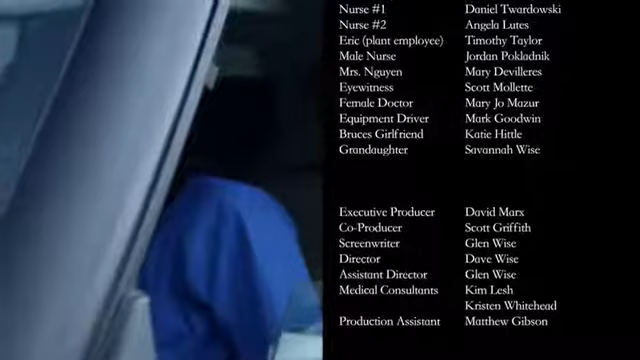 Nurse #1 Daniel Twardowski
Nurse #2 Angela Lutes
Eric (plant employee) Timothy Taylor
Male Nurse Jordan Pokladnik
Mrs. Nguyen Mary Devilleres
Eyewitness Scott Mollette
Female Doctor Mary Jo Mazur
Equipment Driver Mark Goodwin
Bruces Girlfriend Katie Hittle
Grandaughter Savannah Wise
Executive Producer David Marx
Co-Producer Scott Griffith
Screenwriter Glen Wise
Director Dave Wise
Assistant Director Glen Wise
Medical Consultants Kim Lesh
Kristen Whitehead
Production Assistant Matthew Gibson